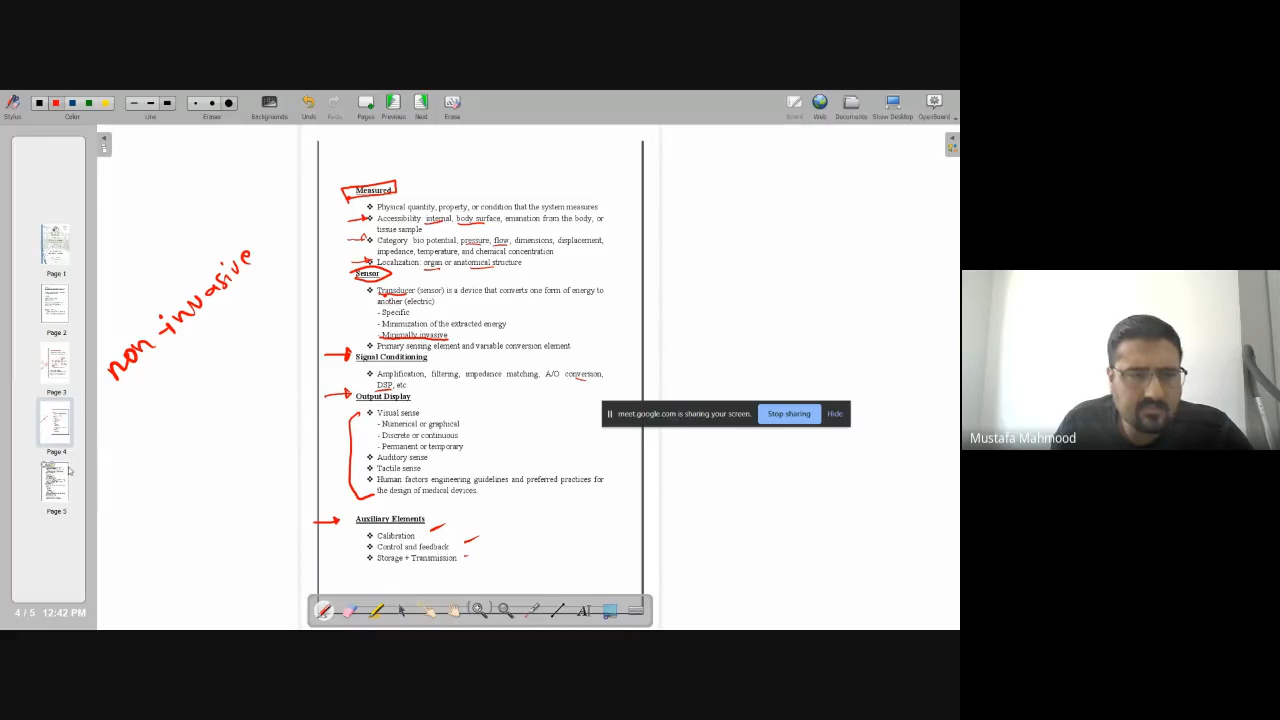 Stylus
Color
Line
Eraser
Backgrounds
Undo
Redo
Pages
Previous
Next
Erase
Board
Web
Documents
Show Desktop
OpenBoard
Page 1
Page 2
Page 3
Page 4
Page 5
4 / 5 12:42 PM
non-invasive
Measured
❖ Physical quantity, property, or condition that the system measures
❖ Accessibility internal, body surface, emanation from the body, or
tissue sample
❖ Category bio potential, pressure, flow, dimensions, displacement,
impedance, temperature, and chemical concentration
❖ Localization: organ or anatomical structure
Sensor
❖ Transducer (sensor) is a device that converts one form of energy to
another (electric)
- Specific
- Minimization of the extracted energy
- Minimally invasive
❖ Primary sensing element and variable conversion element
Signal Conditioning
❖ Amplification, filtering, impedance matching, A/O conversion,
DSP, etc
Output Display
❖ Visual sense
- Numerical or graphical
- Discrete or continuous
- Permanent or temporary
❖ Auditory sense
❖ Tactile sense
❖ Human factors engineering guidelines and preferred practices for
the design of medical devices.
Auxiliary Elements
❖ Calibration
❖ Control and feedback
❖ Storage + Transmission
meet.google.com is sharing your screen.
Stop sharing
Hide
Mustafa Mahmood